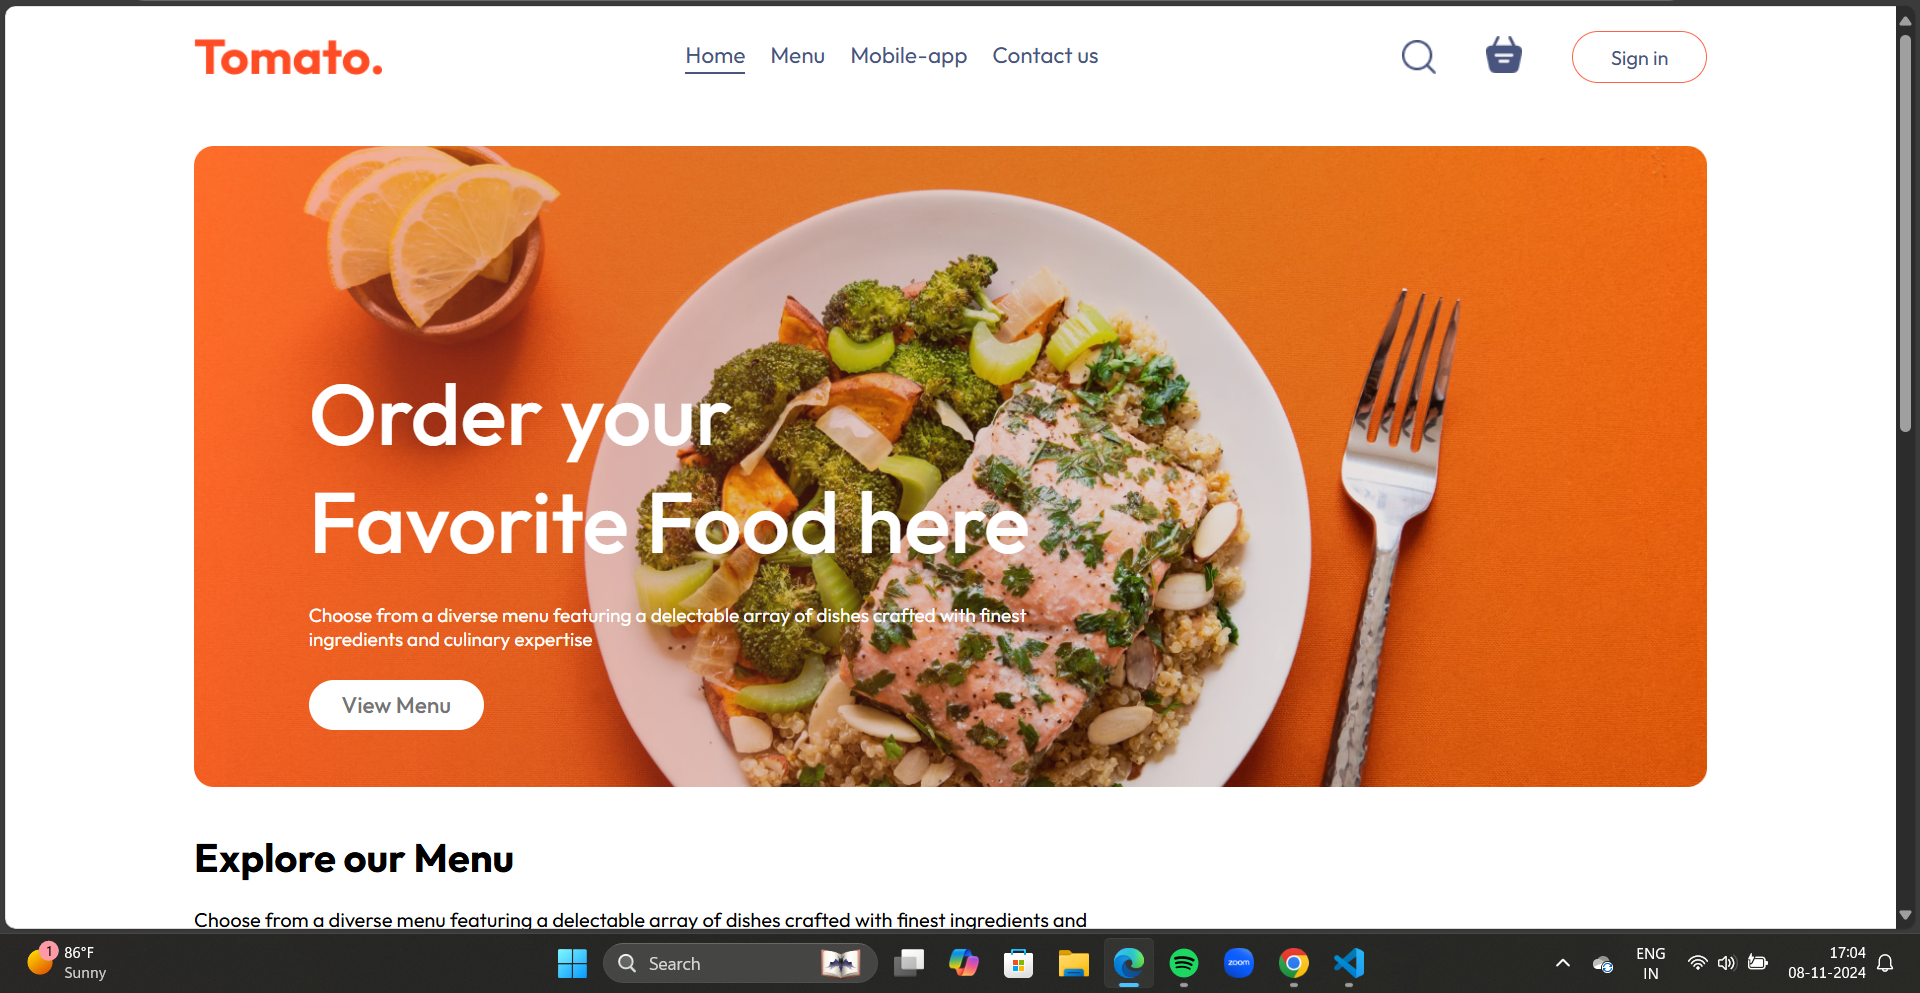 Tomato.
Home Menu Mobile-app Contact us
Sign in
Order your
Favorite Food here
Choose from a diverse menu featuring a delectable array of dishes crafted with finest
ingredients and culinary expertise
View Menu
Explore our Menu
Choose from a diverse menu featuring a delectable array of dishes crafted with finest ingredients and
1
86°F
Sunny
Search
zoom
ENG
IN
17:04
08-11-2024